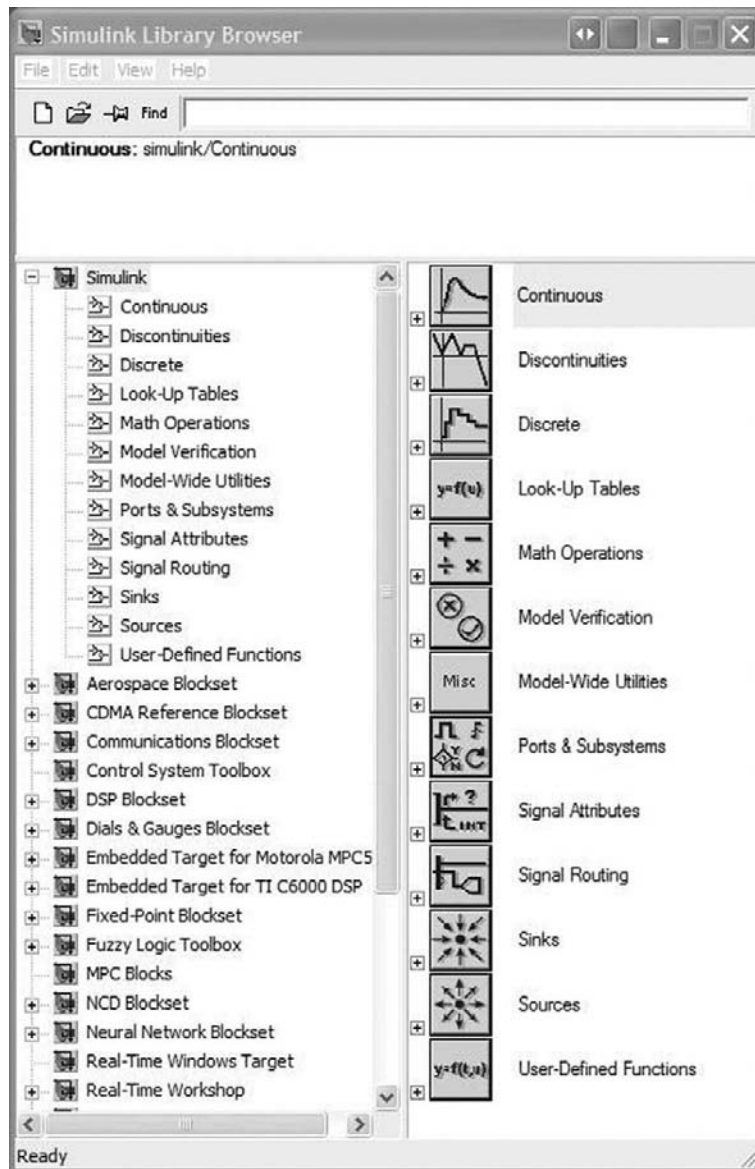 Simulink Library Browser
File Edit View Help
Find
Continuous: simulink/Continuous
Simulink
Continuous
Discontinuities
Discrete
Look-Up Tables
Math Operations
Model Verification
Model-Wide Utilities
Ports & Subsystems
Signal Attributes
Signal Routing
Sinks
Sources
User-Defined Functions
Aerospace Blockset
CDMA Reference Blockset
Communications Blockset
Control System Toolbox
DSP Blockset
Dials & Gauges Blockset
Embedded Target for Motorola MPC5
Embedded Target for TI C6000 DSP
Fixed-Point Blockset
Fuzzy Logic Toolbox
MPC Blocks
NCD Blockset
Neural Network Blockset
Real-Time Windows Target
Real-Time Workshop
Continuous
Discontinuities
Discrete
y=f(u) Look-Up Tables
+ − ÷ × Math Operations
Model Verification
Misc Model-Wide Utilities
Ports & Subsystems
Signal Attributes
Signal Routing
Sinks
Sources
y=f(t,u) User-Defined Functions
Ready